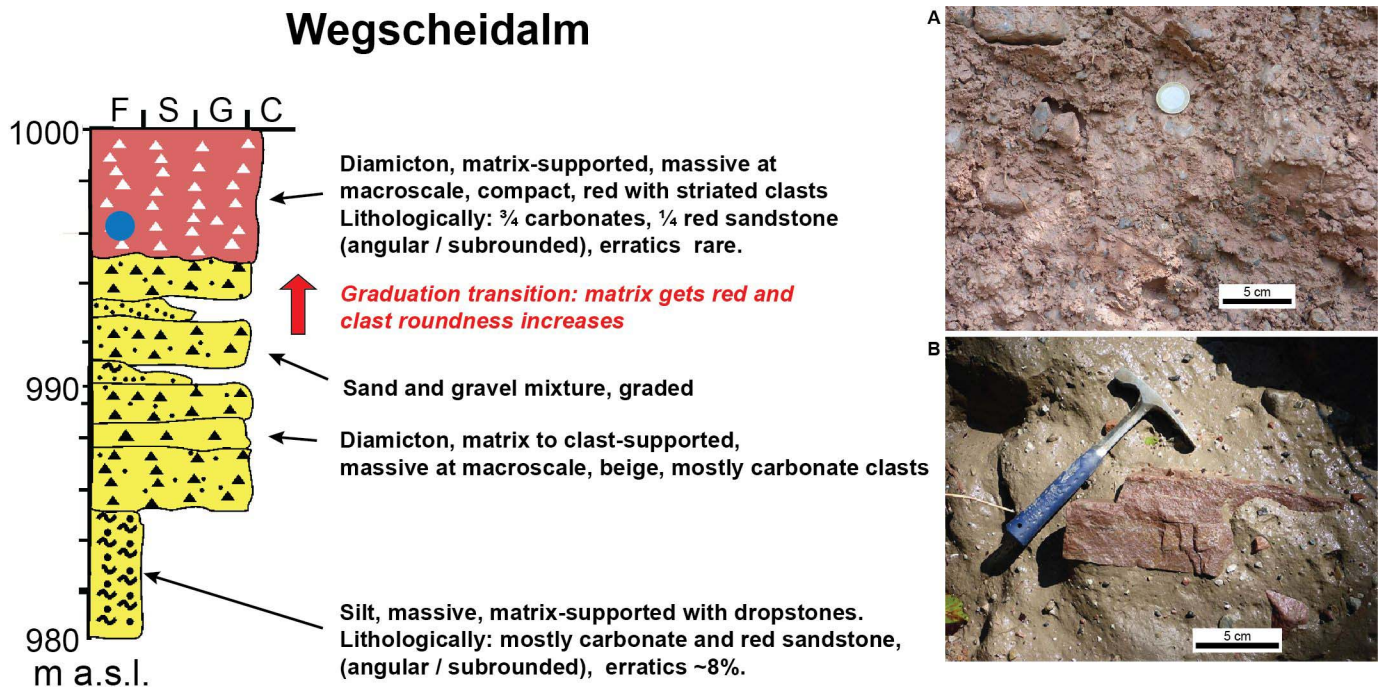 Wegscheidalm
F S G C
1000
990
980
m a.s.l.
Diamicton, matrix-supported, massive at
macroscale, compact, red with striated clasts
Lithologically: ¾ carbonates, ¼ red sandstone
(angular / subrounded), erratics rare.
Graduation transition: matrix gets red and
clast roundness increases
Sand and gravel mixture, graded
Diamicton, matrix to clast-supported,
massive at macroscale, beige, mostly carbonate clasts
Silt, massive, matrix-supported with dropstones.
Lithologically: mostly carbonate and red sandstone,
(angular / subrounded), erratics ~8%.
A
5 cm
B
5 cm